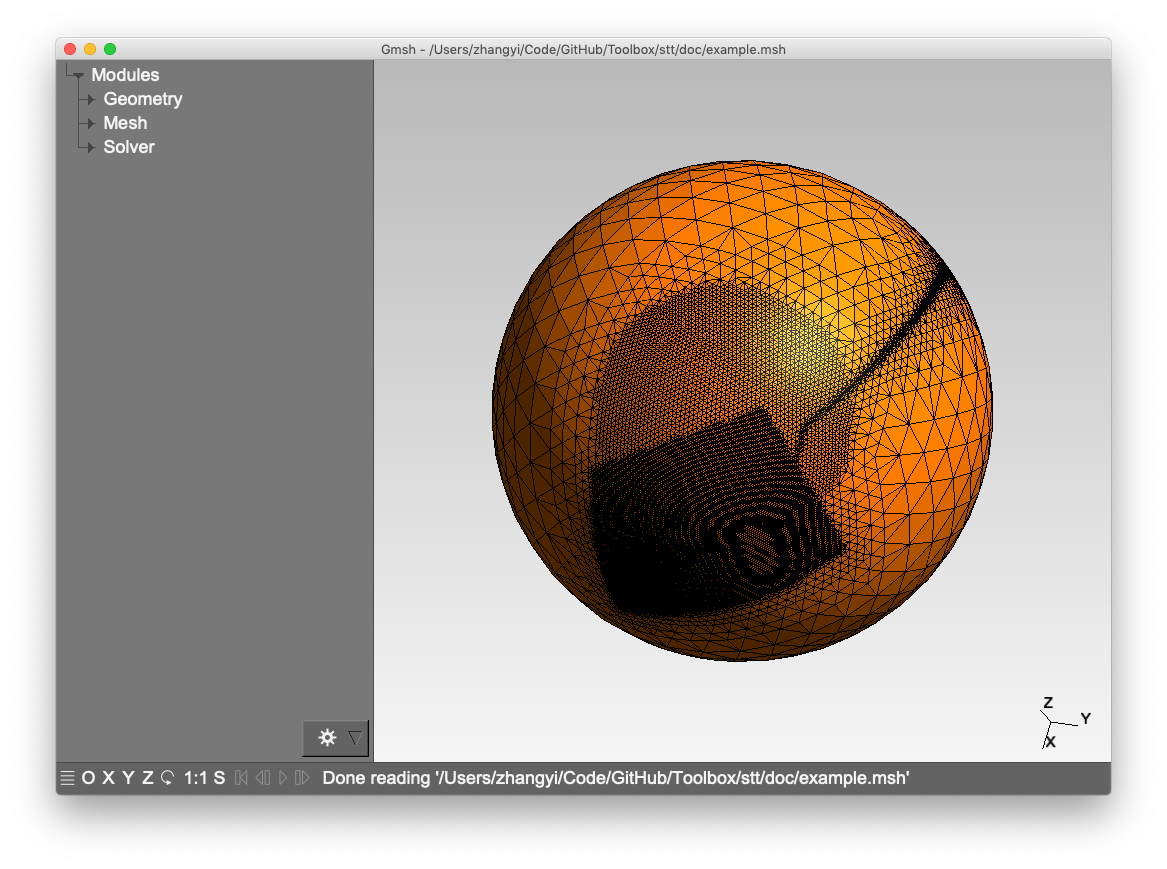 Gmsh - /Users/zhangyi/Code/GitHub/Toolbox/stt/doc/example.msh
Modules
Geometry
Mesh
Solver
Z
Y
X
O X Y Z 1:1 S Done reading '/Users/zhangyi/Code/GitHub/Toolbox/stt/doc/example.msh'